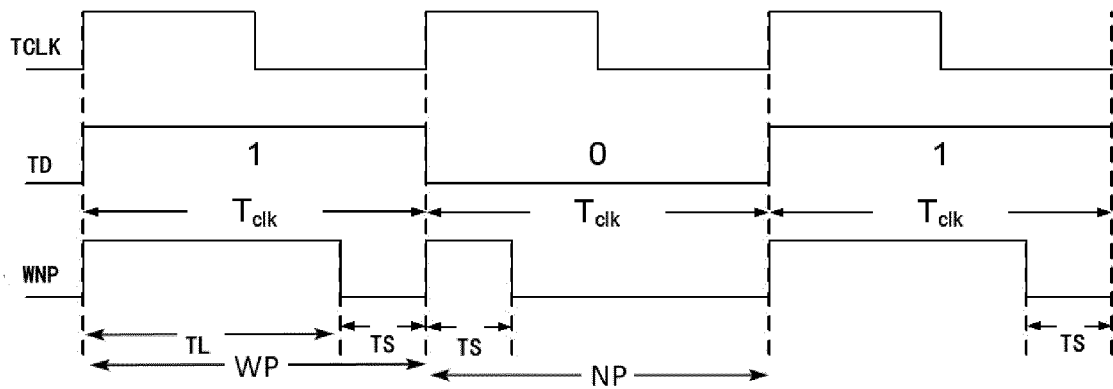 TCLK
TD 1 0 1
Tclk Tclk Tclk
WNP
TL TS TS TS
WP NP